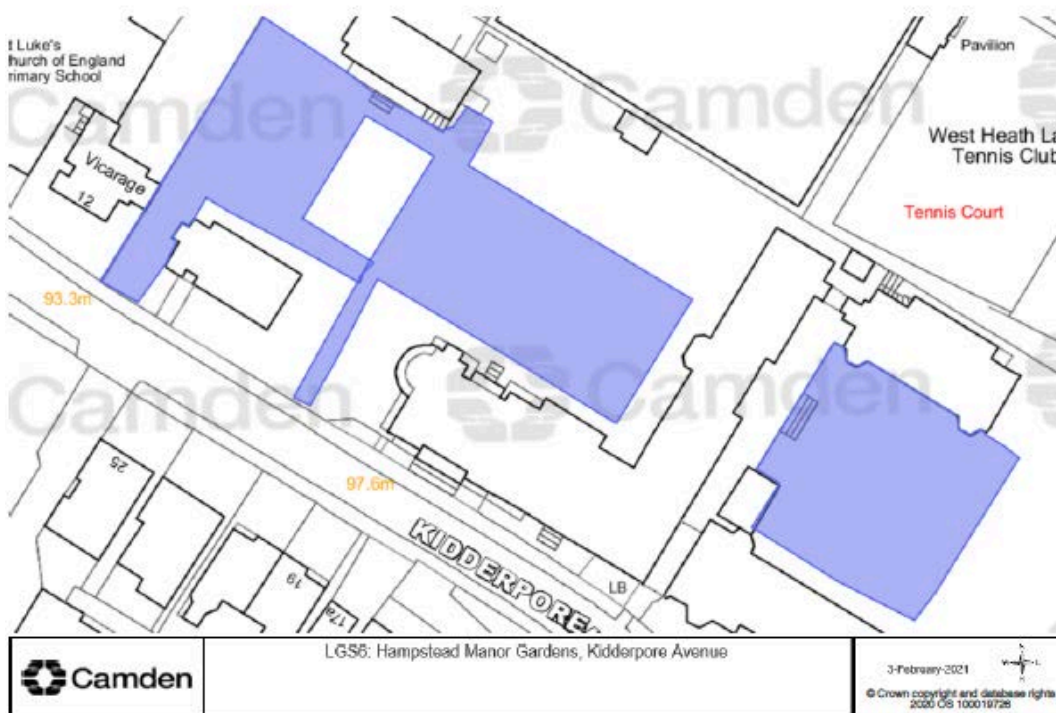 t Luke's
hurch of England
rimary School
Pavilion
Camden
Camden
West Heath La
Tennis Club
Vicarage
12
Tennis Court
93.3m
Camden
Camden
25
97.6m
KIDDERPORE
19
17a
LB
Camden
LGS6: Hampstead Manor Gardens, Kidderpore Avenue
3-February-2021
© Crown copyright and database rights
2020 OS 100019726